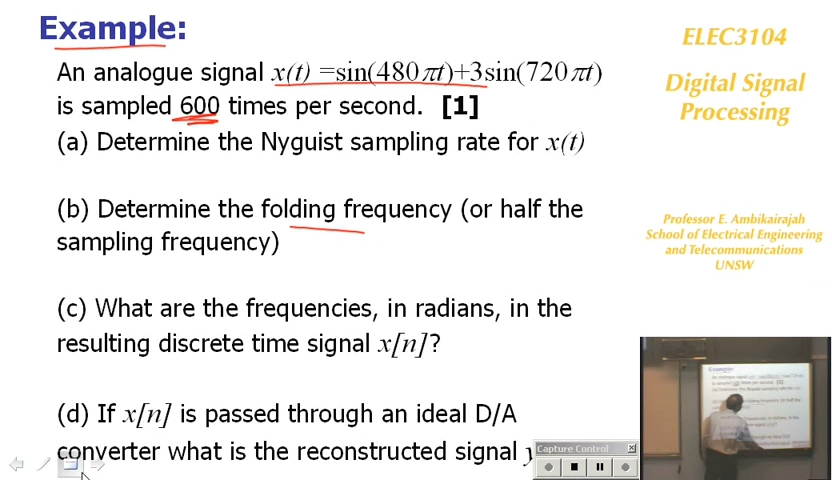 Example:
An analogue signal x(t) =sin(480πt)+3sin(720πt)
is sampled 600 times per second. [1]
(a) Determine the Nyguist sampling rate for x(t)
(b) Determine the folding frequency (or half the
sampling frequency)
(c) What are the frequencies, in radians, in the
resulting discrete time signal x[n]?
(d) If x[n] is passed through an ideal D/A
converter what is the reconstructed signal
ELEC3104
Digital Signal
Processing
Professor E. Ambikairajah
School of Electrical Engineering
and Telecommunications
UNSW
Capture Control